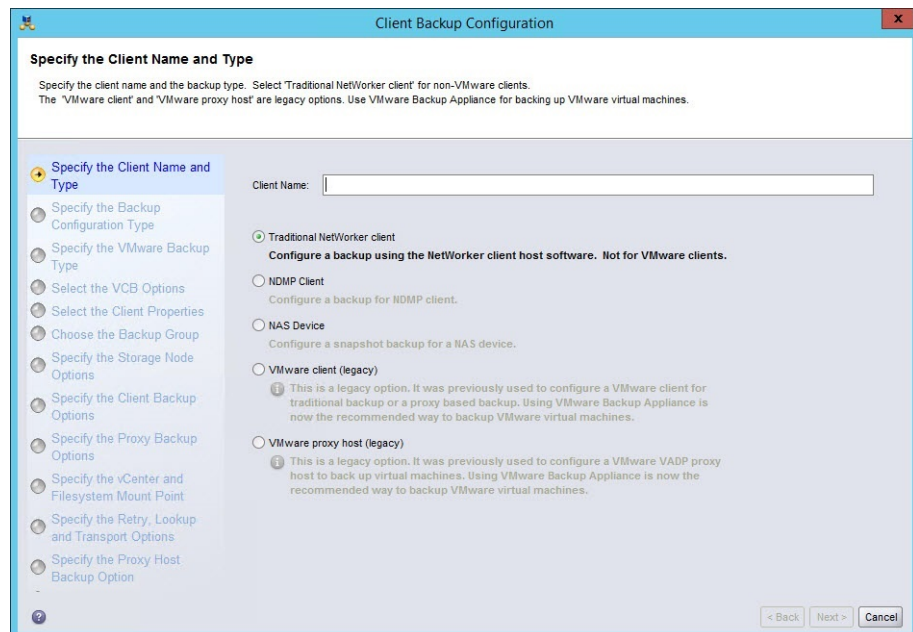 Client Backup Configuration
x
Specify the Client Name and Type
Specify the client name and the backup type. Select 'Traditional NetWorker client' for non-VMware clients.
The 'VMware client' and 'VMware proxy host' are legacy options. Use VMware Backup Appliance for backing up VMware virtual machines.
Specify the Client Name and
Type
Specify the Backup
Configuration Type
Specify the VMware Backup
Type
Select the VCB Options
Select the Client Properties
Choose the Backup Group
Specify the Storage Node
Options
Specify the Client Backup
Options
Specify the Proxy Backup
Options
Specify the vCenter and
Filesystem Mount Point
Specify the Retry, Lookup
and Transport Options
Specify the Proxy Host
Backup Option
Client Name:
Traditional NetWorker client
Configure a backup using the NetWorker client host software. Not for VMware clients.
NDMP Client
Configure a backup for NDMP client.
NAS Device
Configure a snapshot backup for a NAS device.
VMware client (legacy)
This is a legacy option. It was previously used to configure a VMware client for
traditional backup or a proxy based backup. Using VMware Backup Appliance is
now the recommended way to backup VMware virtual machines.
VMware proxy host (legacy)
This is a legacy option. It was previously used to configure a VMware VADP proxy
host to back up virtual machines. Using VMware Backup Appliance is now the
recommended way to backup VMware virtual machines.
?
< Back
Next >
Cancel